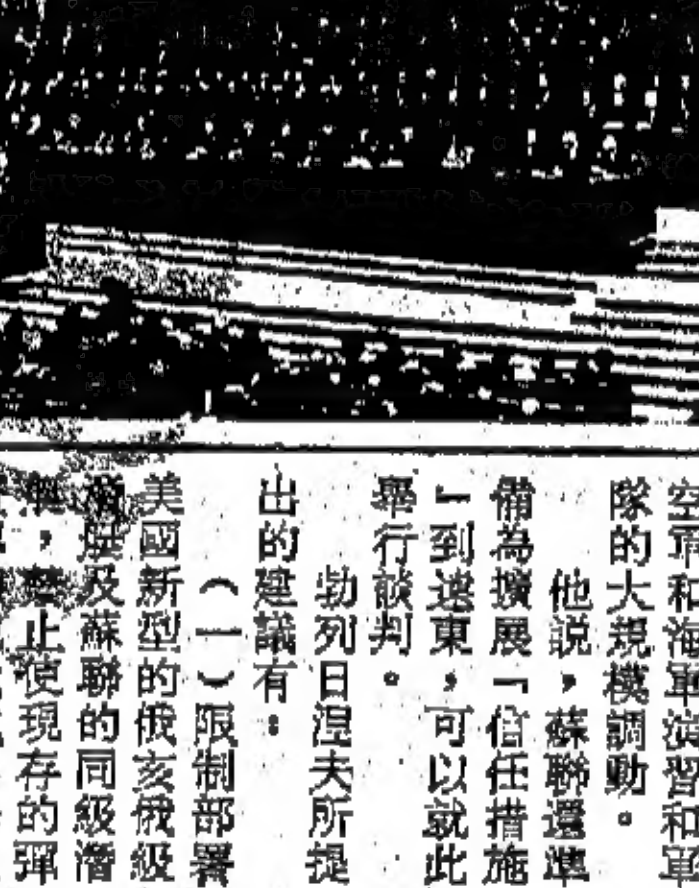 空軍和海軍演習和軍
隊的大規模調動。
他說，蘇聯還準
備為擴展「信任措施
」到遠東，可以就此
舉行談判。
勃列日涅夫所提
出的建議有：
（一）限制部署
美國新型的俄亥俄級
潛艇及蘇聯的同級潛
艇，禁止使現存的彈